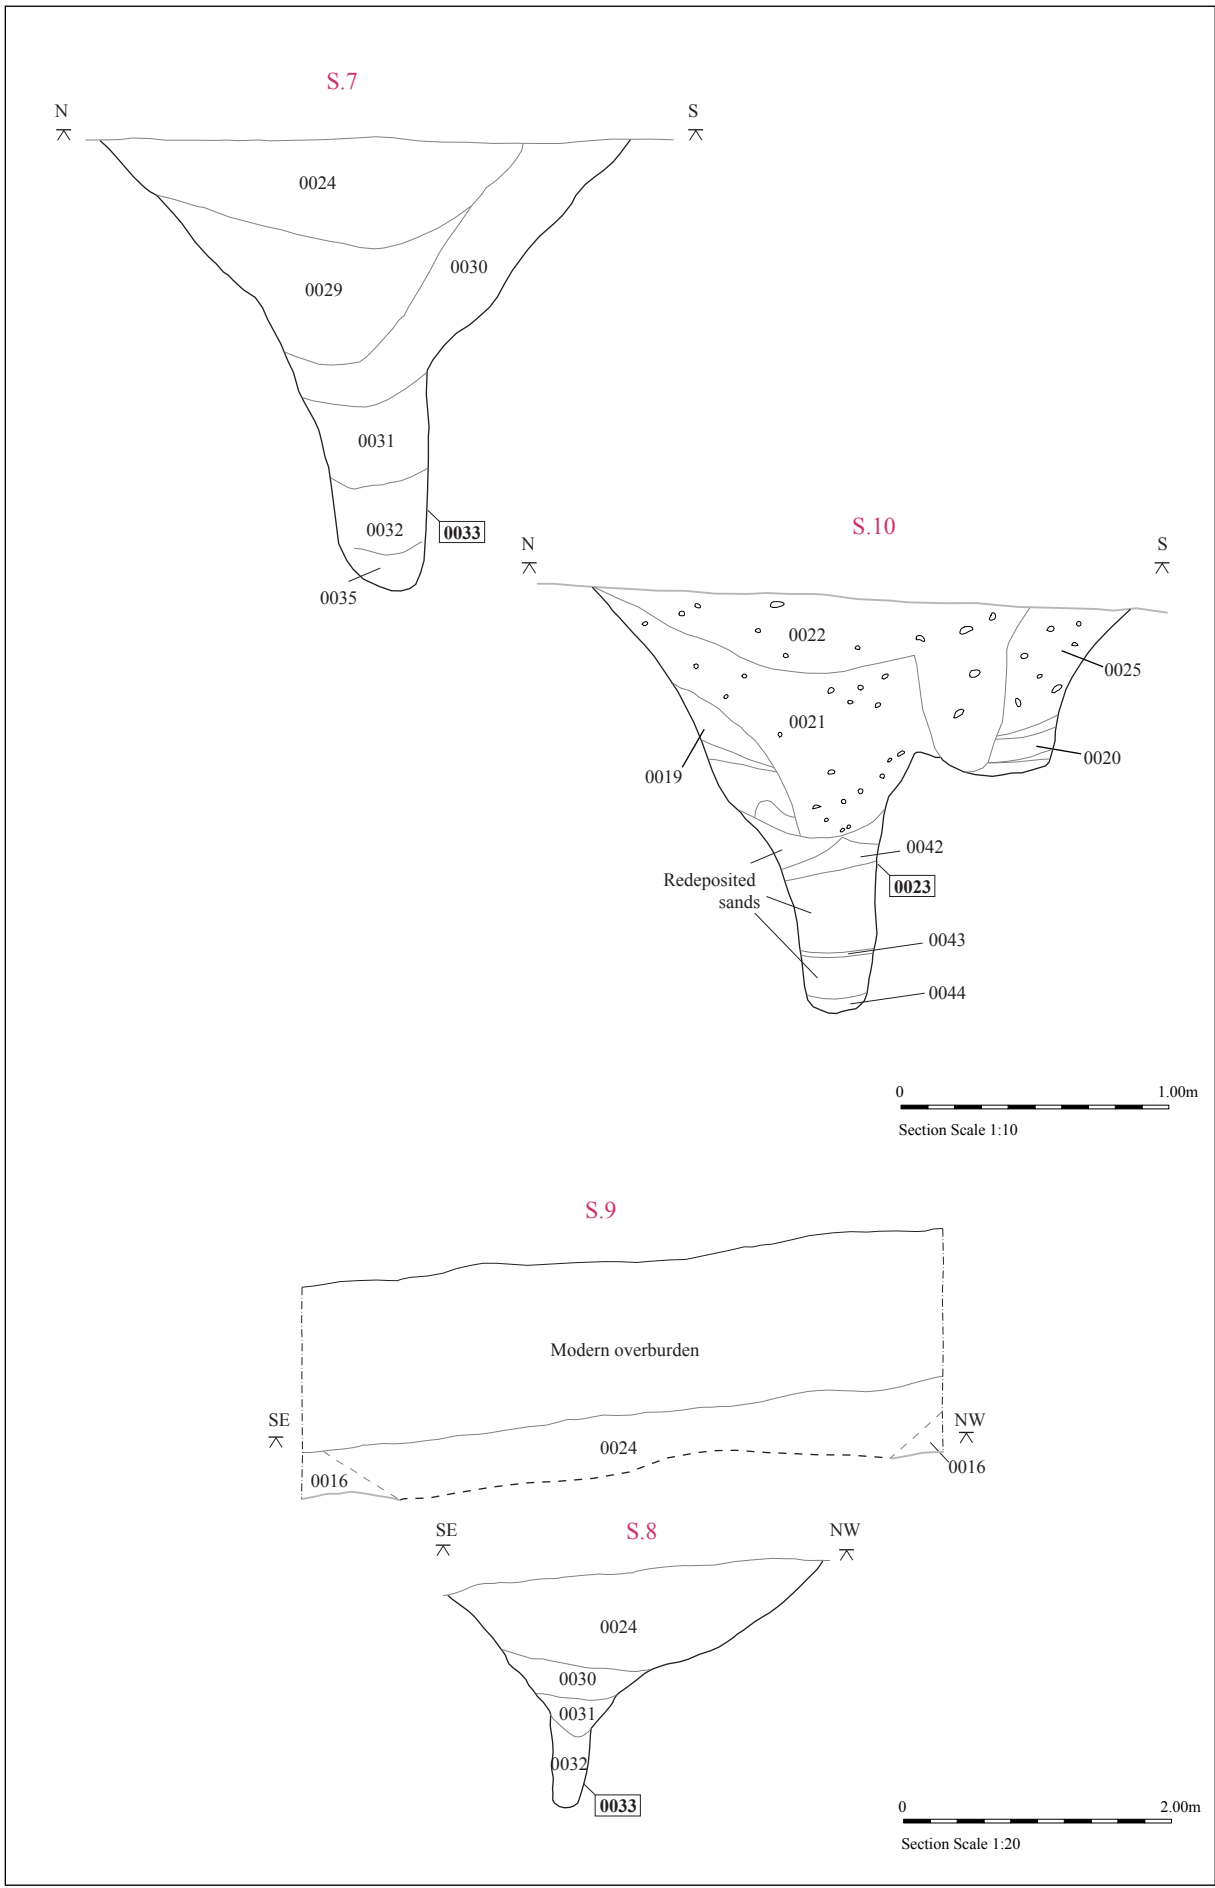 S.7
N
S
0024
0030
0029
0031
0032
0033
0035
S.10
N
S
0022
0025
0021
0020
0019
0042
Redeposited
sands
0023
0043
0044
0
1.00m
Section Scale 1:10
S.9
Modern overburden
SE
NW
0024
0016
0016
SE
S.8
NW
0024
0030
0031
0032
0033
0
2.00m
Section Scale 1:20